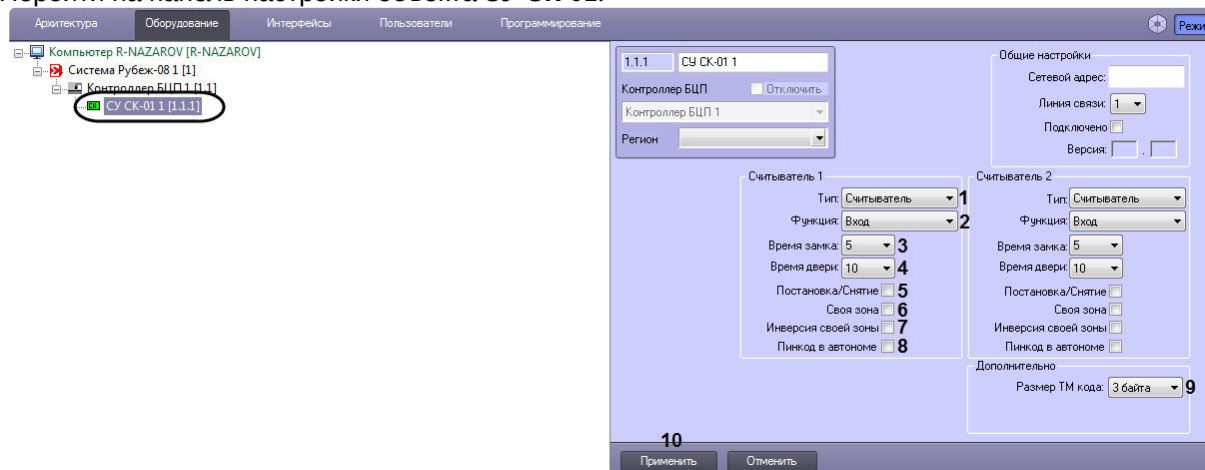 Перейти на панель настройки объекта СУ СК-01.
Архитектура Оборудование Интерфейсы Пользователи Программирование Режи
Компьютер R-NAZAROV [R-NAZAROV]
Система Рубеж-08 1 [1]
Контроллер БЦП 1 [1.1]
СУ СК-01 1 [1.1.1]
1.1.1 СУ СК-01 1
Контроллер БЦП Отключить
Контроллер БЦП 1
Регион
Общие настройки
Сетевой адрес:
Линия связи: 1
Подключено
Версия: .
Считыватель 1
Тип: Считыватель 1
Функция: Вход 2
Время замка: 5 3
Время двери: 10 4
Постановка/Снятие 5
Своя зона 6
Инверсия своей зоны 7
Пинкод в автономе 8
Считыватель 2
Тип: Считыватель
Функция: Вход
Время замка: 5
Время двери: 10
Постановка/Снятие
Своя зона
Инверсия своей зоны
Пинкод в автономе
Дополнительно
Размер ТМ кода: 3 байта 9
10
Применить Отменить